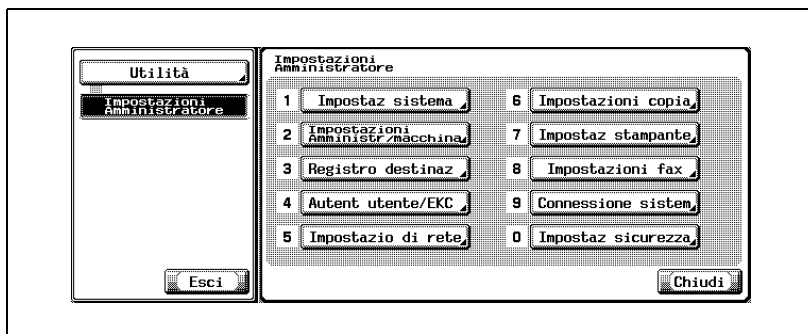 Utilità
Impostazioni
Amministratore
Esci
Impostazioni
Amministratore
1 Impostaz sistema
2 Impostazioni
Amministr/macchina
3 Registro destinaz
4 Autent utente/EKC
5 Impostazio di rete
6 Impostazioni copia
7 Impostaz stampante
8 Impostazioni fax
9 Connessione sistem
0 Impostaz sicurezza
Chiudi